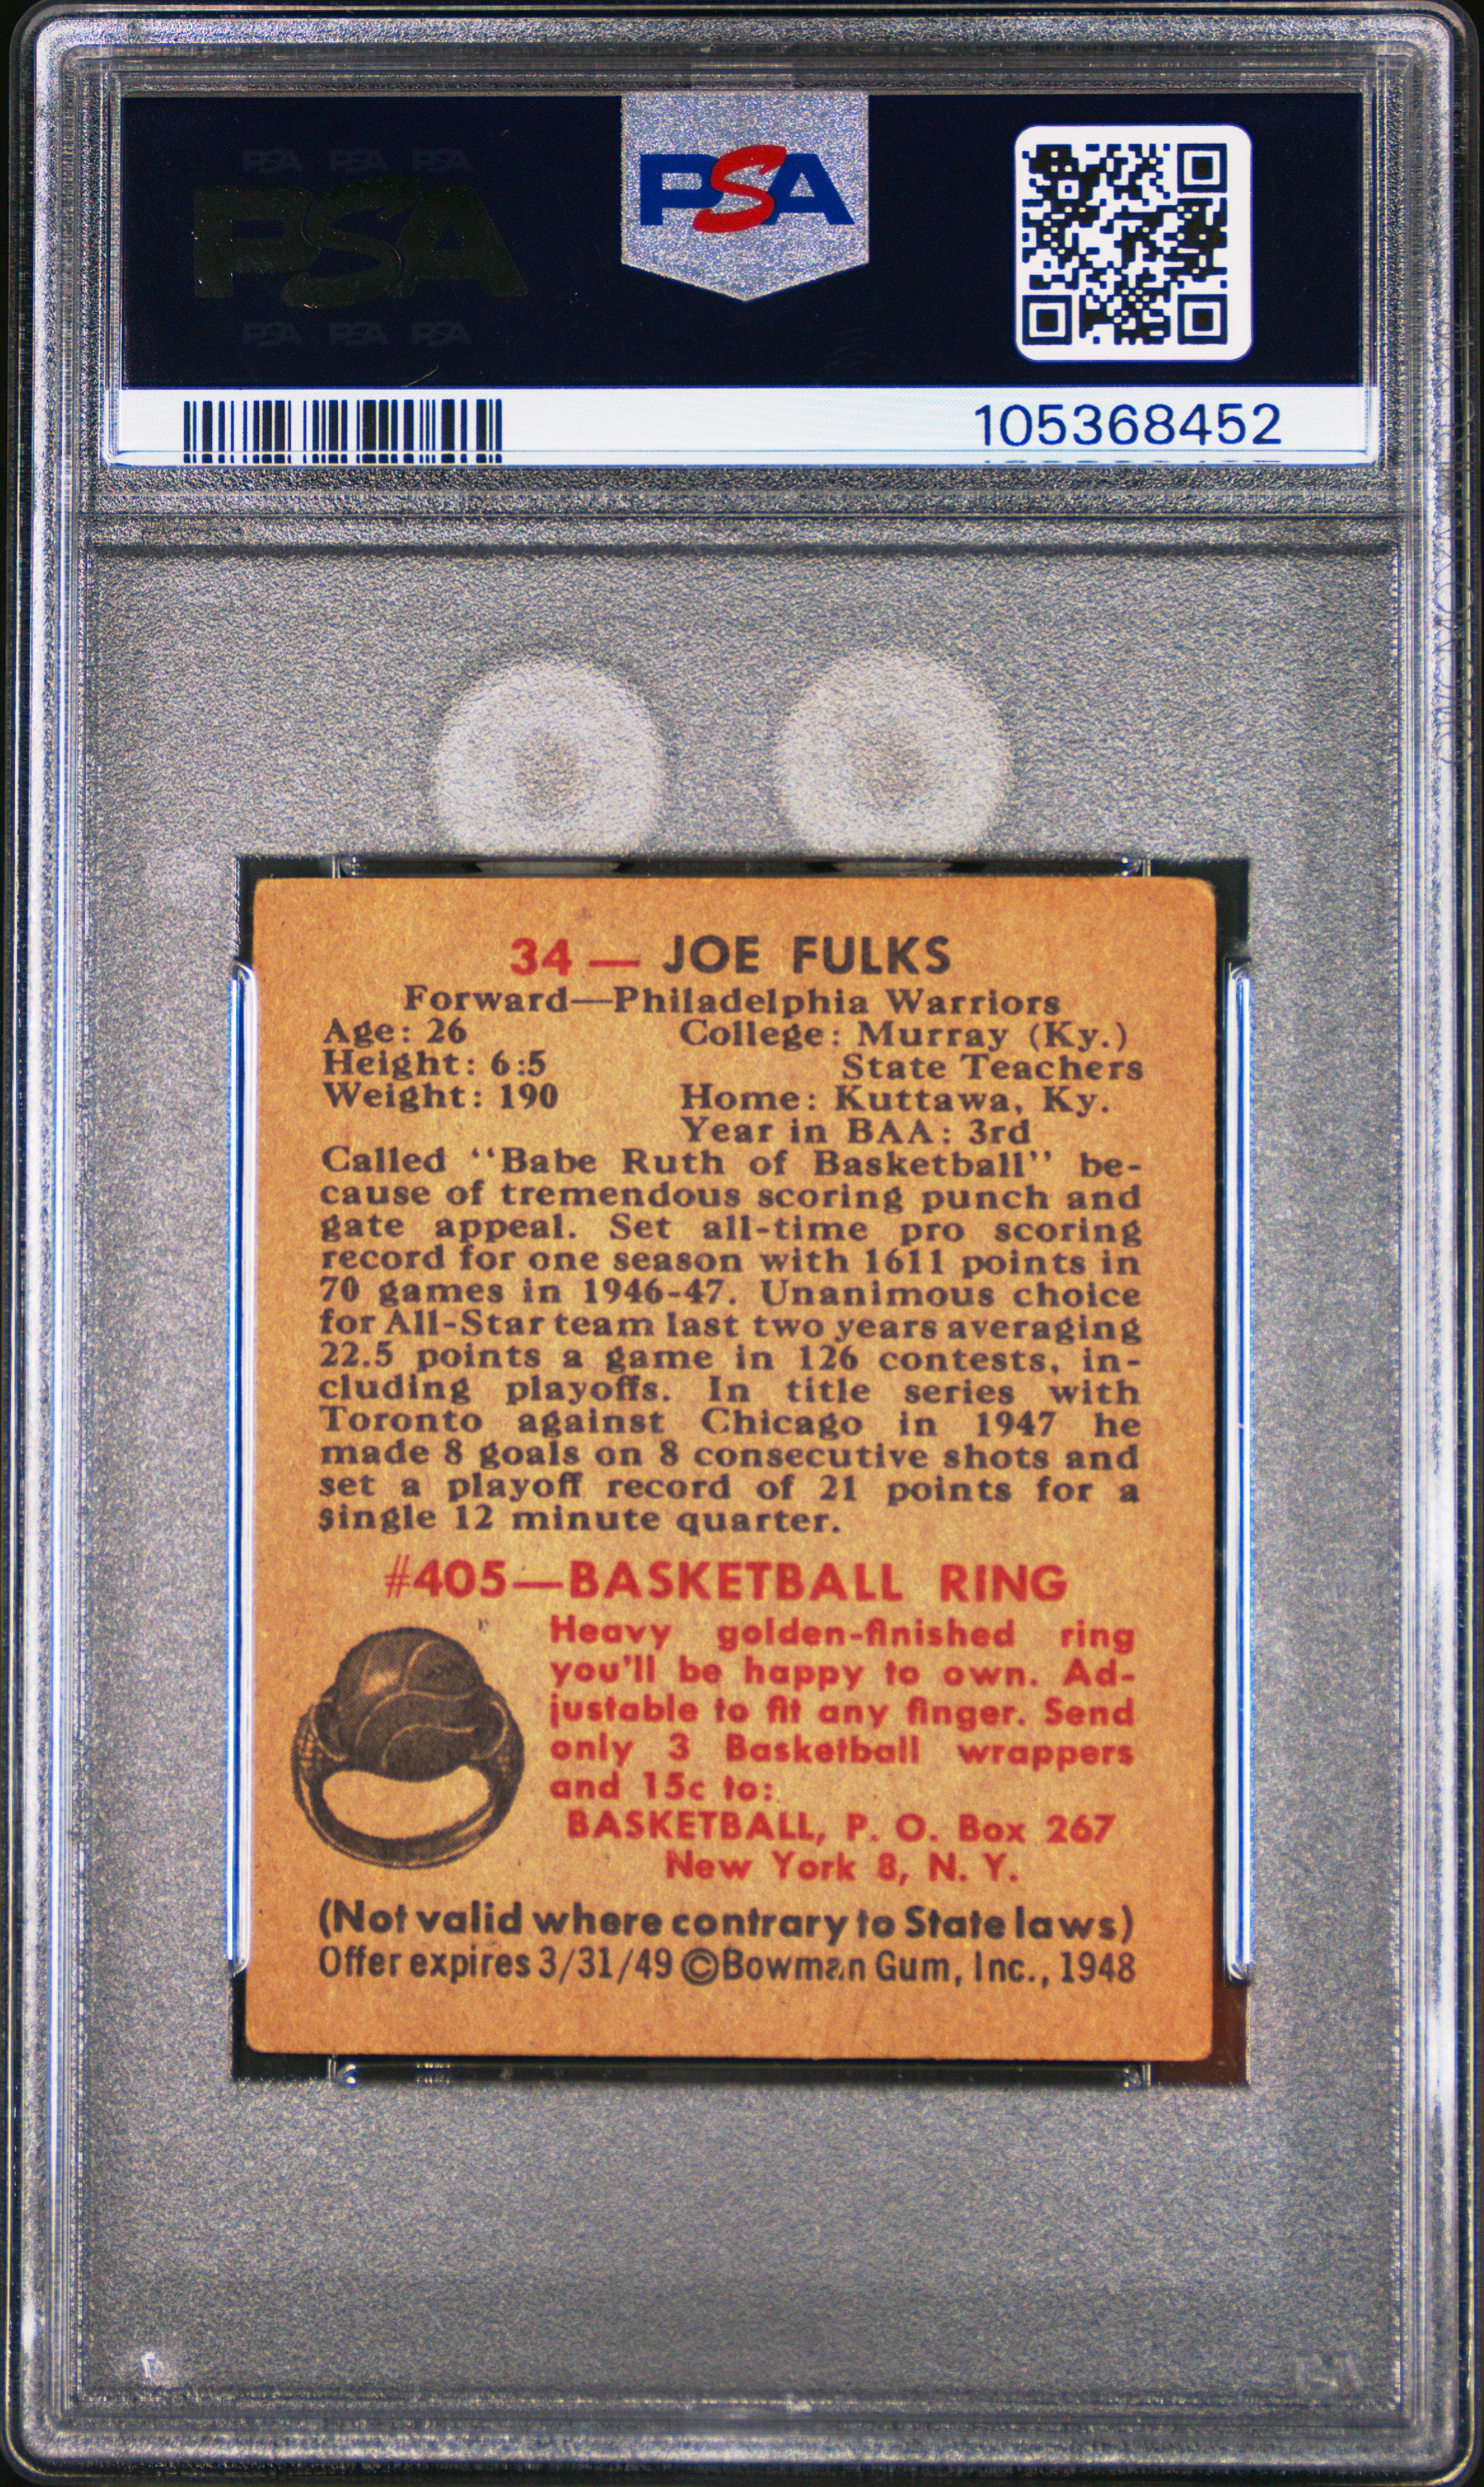 PSA PSA PSA
PSA
PSA PSA PSA
PSA
105368452
34 — JOE FULKS
Forward—Philadelphia Warriors
Age: 26 College: Murray (Ky.)
Height: 6:5 State Teachers
Weight: 190 Home: Kuttawa, Ky.
Year in BAA: 3rd
Called "Babe Ruth of Basketball" be-
cause of tremendous scoring punch and
gate appeal. Set all-time pro scoring
record for one season with 1611 points in
70 games in 1946-47. Unanimous choice
for All-Star team last two years averaging
22.5 points a game in 126 contests, in-
cluding playoffs. In title series with
Toronto against Chicago in 1947 he
made 8 goals on 8 consecutive shots and
set a playoff record of 21 points for a
single 12 minute quarter.
#405—BASKETBALL RING
Heavy golden-finished ring
you'll be happy to own. Ad-
justable to fit any finger. Send
only 3 Basketball wrappers
and 15c to:
BASKETBALL, P. O. Box 267
New York 8, N. Y.
(Not valid where contrary to State laws)
Offer expires 3/31/49 ©Bowman Gum, Inc., 1948